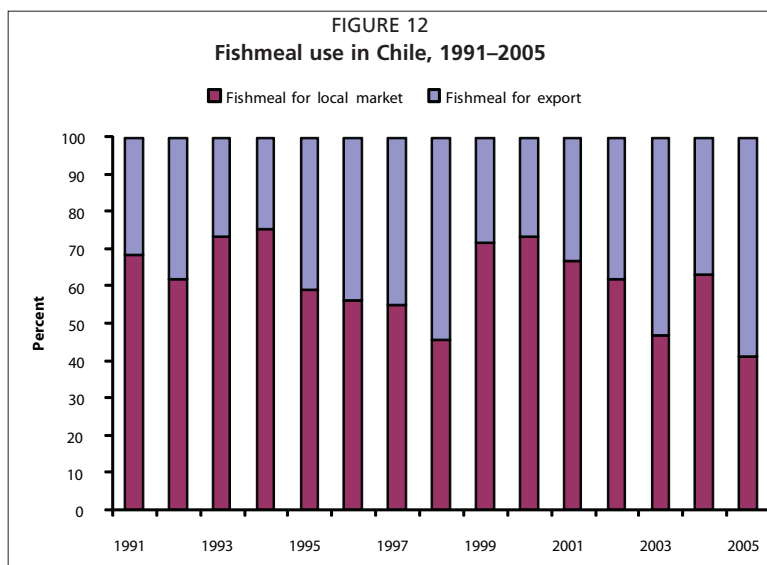 FIGURE 12
Fishmeal use in Chile, 1991–2005
Fishmeal for local market Fishmeal for export
100
90
80
70
60
50
40
30
20
10
0
Percent
1991 1993 1995 1997 1999 2001 2003 2005